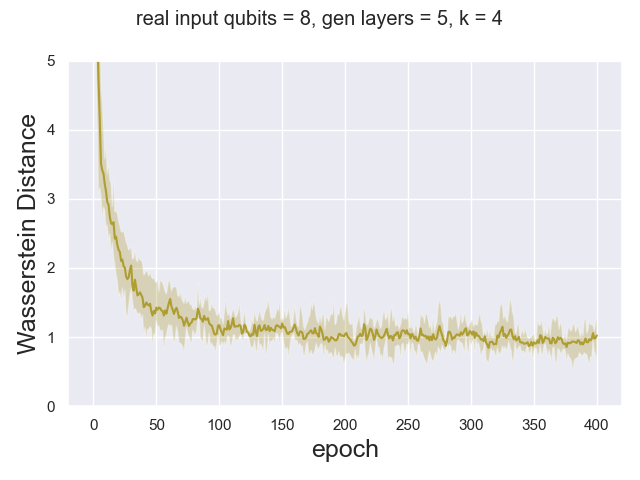 real input qubits = 8, gen layers = 5, k = 4
5
4
3
2
1
0
Wasserstein Distance
0 50 100 150 200 250 300 350 400
epoch